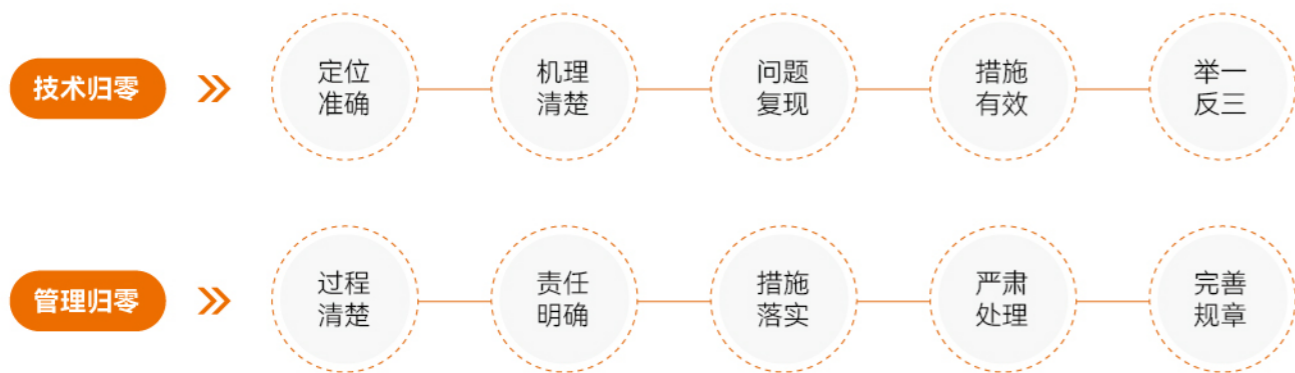 技术归零
定位
准确
机理
清楚
问题
复现
措施
有效
举一
反三
管理归零
过程
清楚
责任
明确
措施
落实
严肃
处理
完善
规章